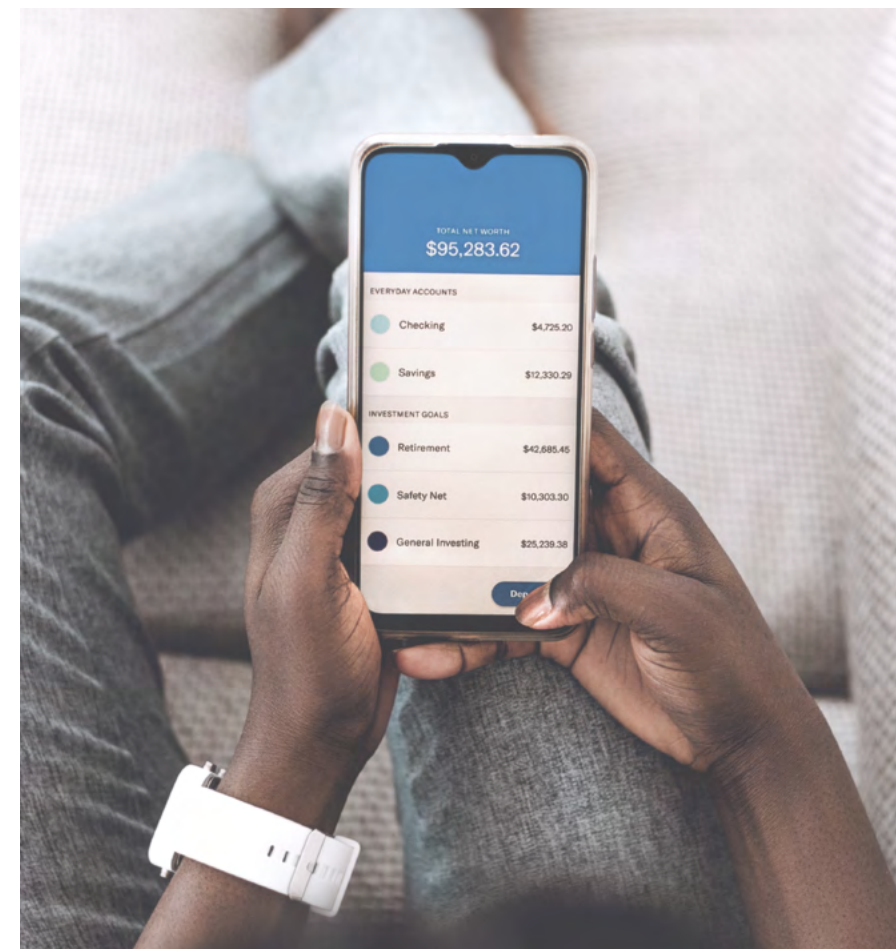 TOTAL NET WORTH
$95,283.62
EVERYDAY ACCOUNTS
Checking $4,725.20
Savings $12,330.29
INVESTMENT GOALS
Retirement $42,685.45
Safety Net $10,303.30
General Investing $25,239.38